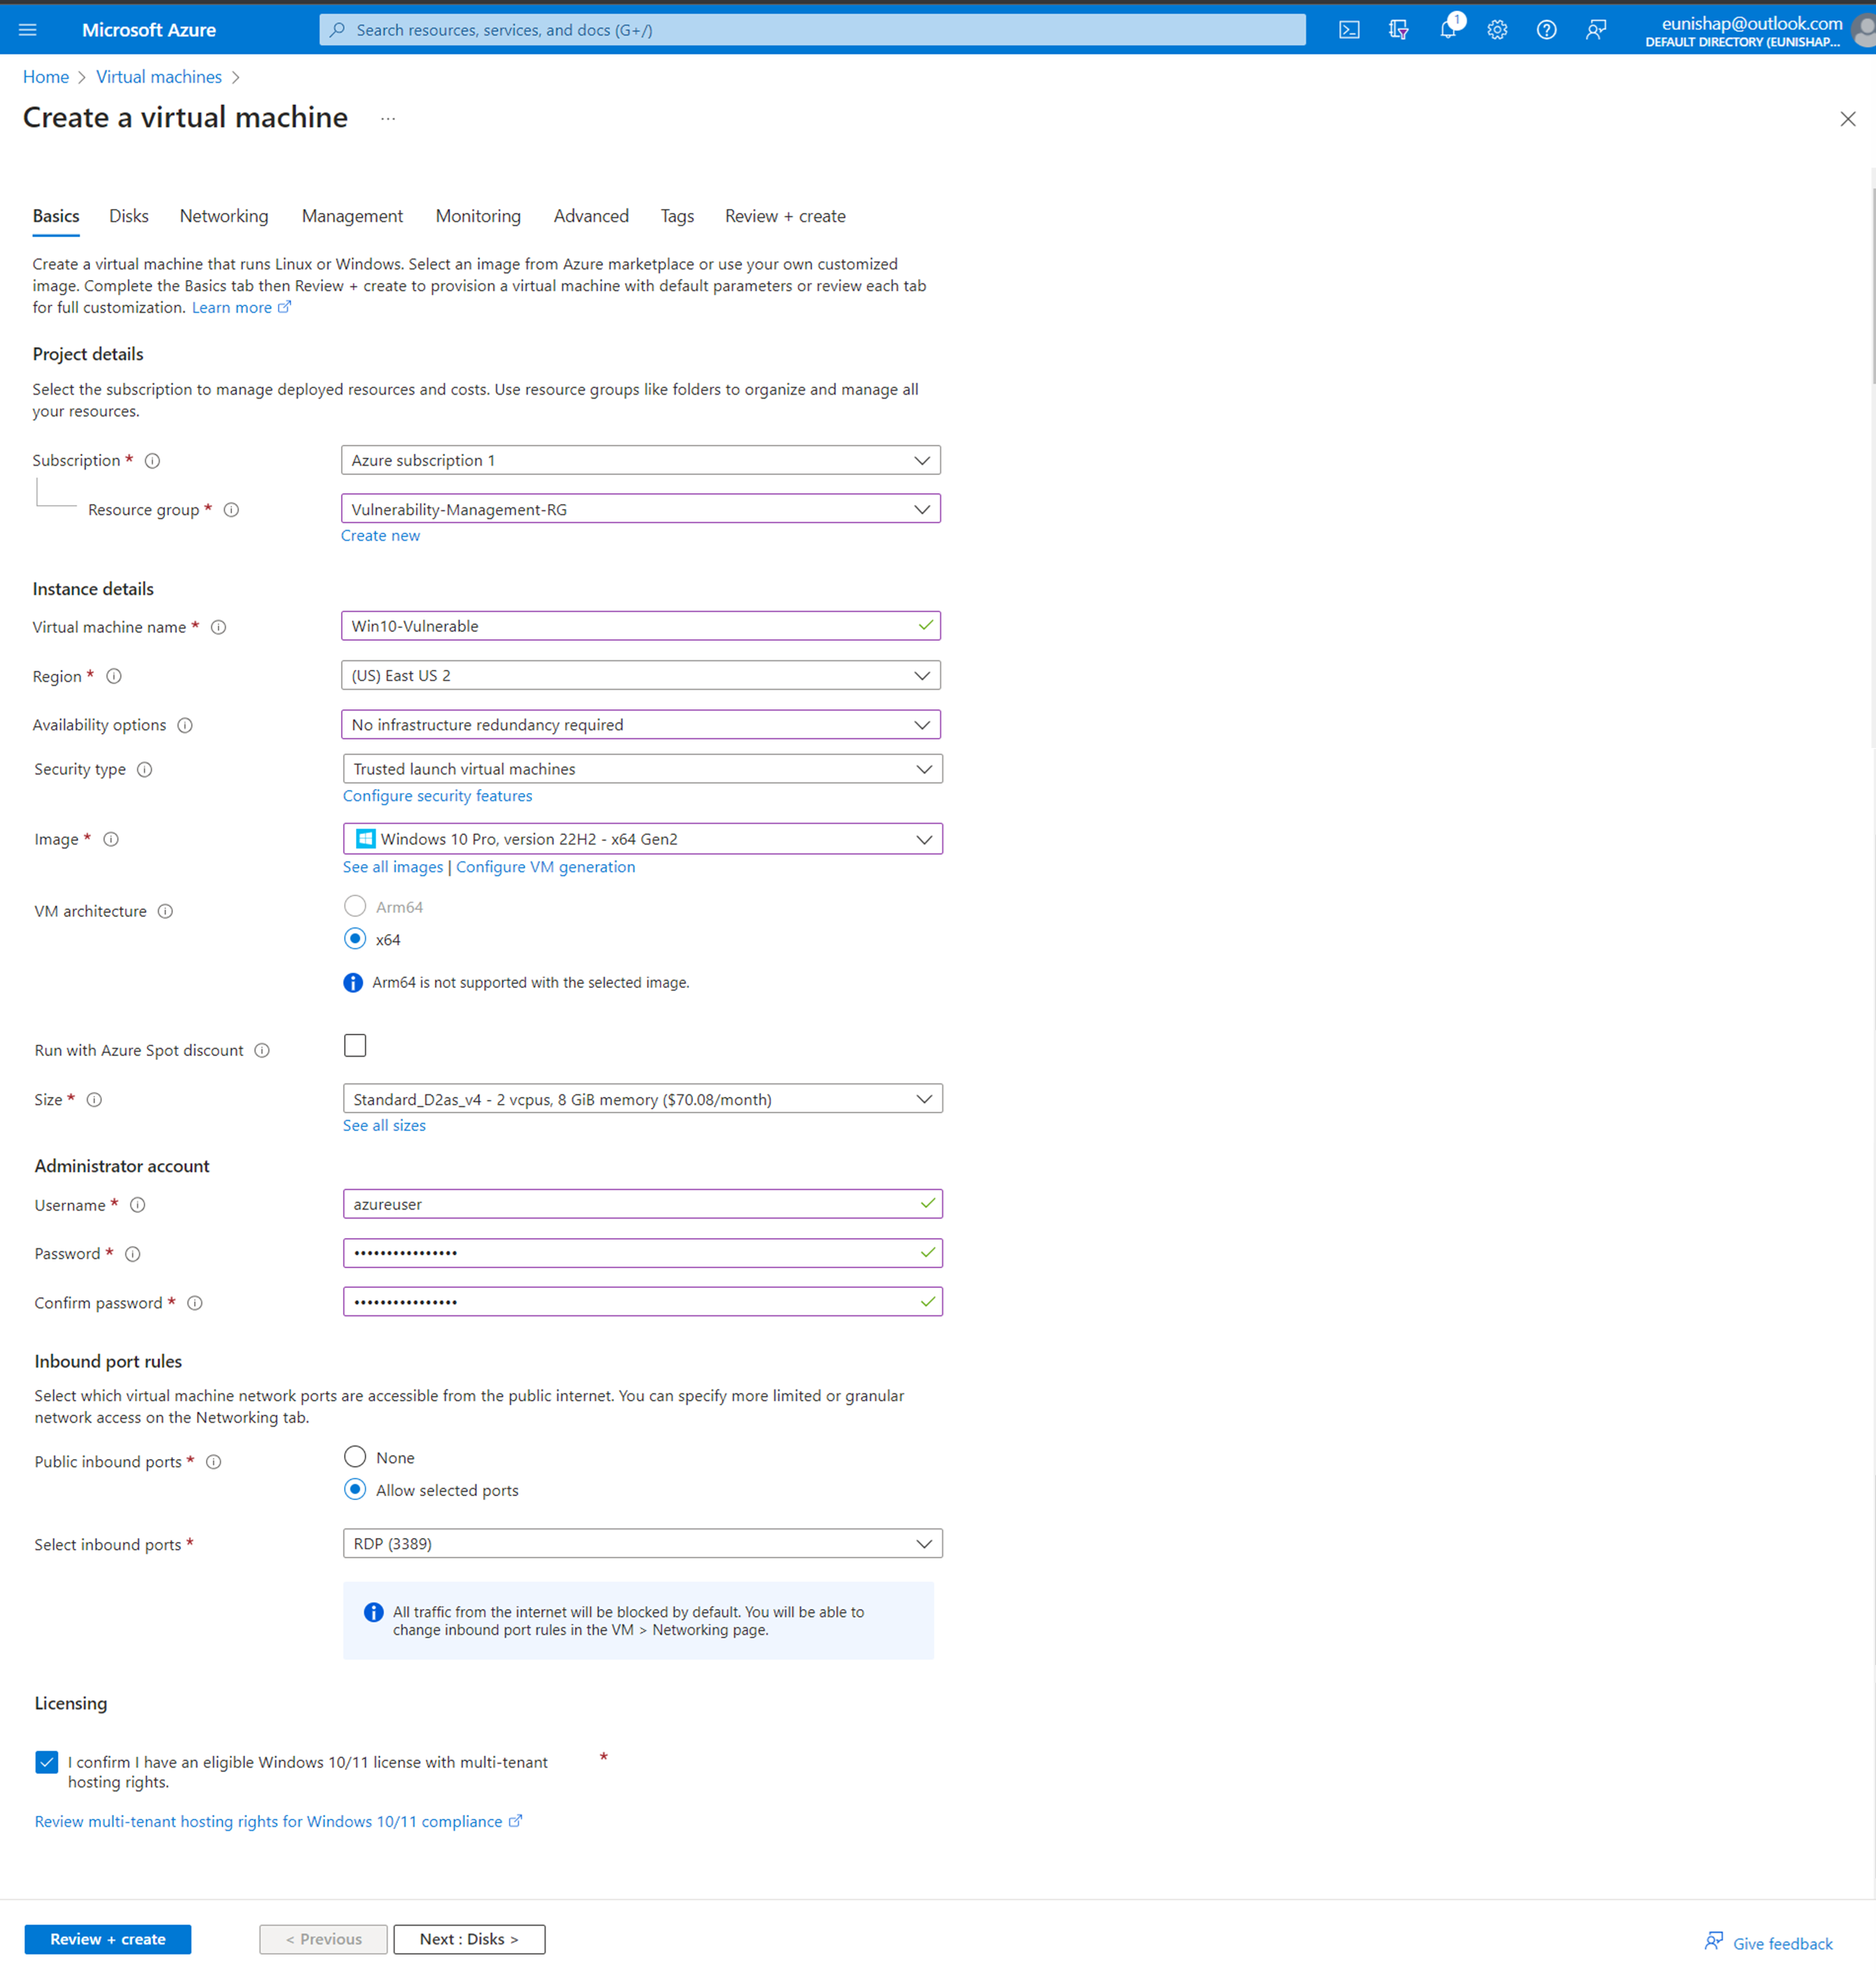 Microsoft Azure
Search resources, services, and docs (G+/)
1
eunishap@outlook.com
DEFAULT DIRECTORY (EUNISHAP...
Home > Virtual machines >
Create a virtual machine ...
Basics Disks Networking Management Monitoring Advanced Tags Review + create
Create a virtual machine that runs Linux or Windows. Select an image from Azure marketplace or use your own customized
image. Complete the Basics tab then Review + create to provision a virtual machine with default parameters or review each tab
for full customization. Learn more
Project details
Select the subscription to manage deployed resources and costs. Use resource groups like folders to organize and manage all
your resources.
Subscription * Azure subscription 1
Resource group * Vulnerability-Management-RG
Create new
Instance details
Virtual machine name * Win10-Vulnerable
Region * (US) East US 2
Availability options No infrastructure redundancy required
Security type Trusted launch virtual machines
Configure security features
Image * Windows 10 Pro, version 22H2 - x64 Gen2
See all images | Configure VM generation
VM architecture Arm64
x64
Arm64 is not supported with the selected image.
Run with Azure Spot discount
Size * Standard_D2as_v4 - 2 vcpus, 8 GiB memory ($70.08/month)
See all sizes
Administrator account
Username * azureuser
Password * ••••••••••••••••
Confirm password * ••••••••••••••••
Inbound port rules
Select which virtual machine network ports are accessible from the public internet. You can specify more limited or granular
network access on the Networking tab.
Public inbound ports * None
Allow selected ports
Select inbound ports * RDP (3389)
All traffic from the internet will be blocked by default. You will be able to
change inbound port rules in the VM > Networking page.
Licensing
I confirm I have an eligible Windows 10/11 license with multi-tenant *
hosting rights.
Review multi-tenant hosting rights for Windows 10/11 compliance
Review + create < Previous Next : Disks > Give feedback